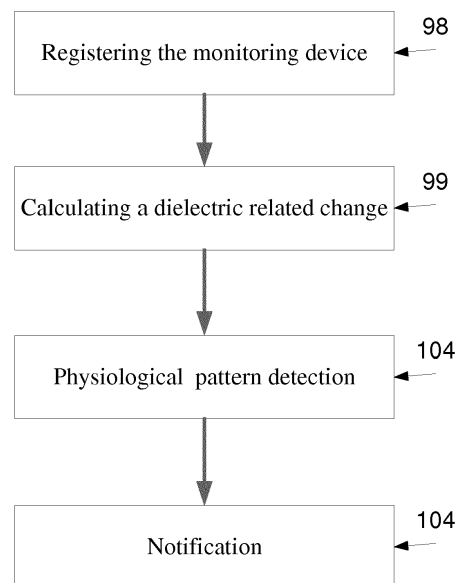 98
Registering the monitoring device
99
Calculating a dielectric related change
104
Physiological pattern detection
104
Notification